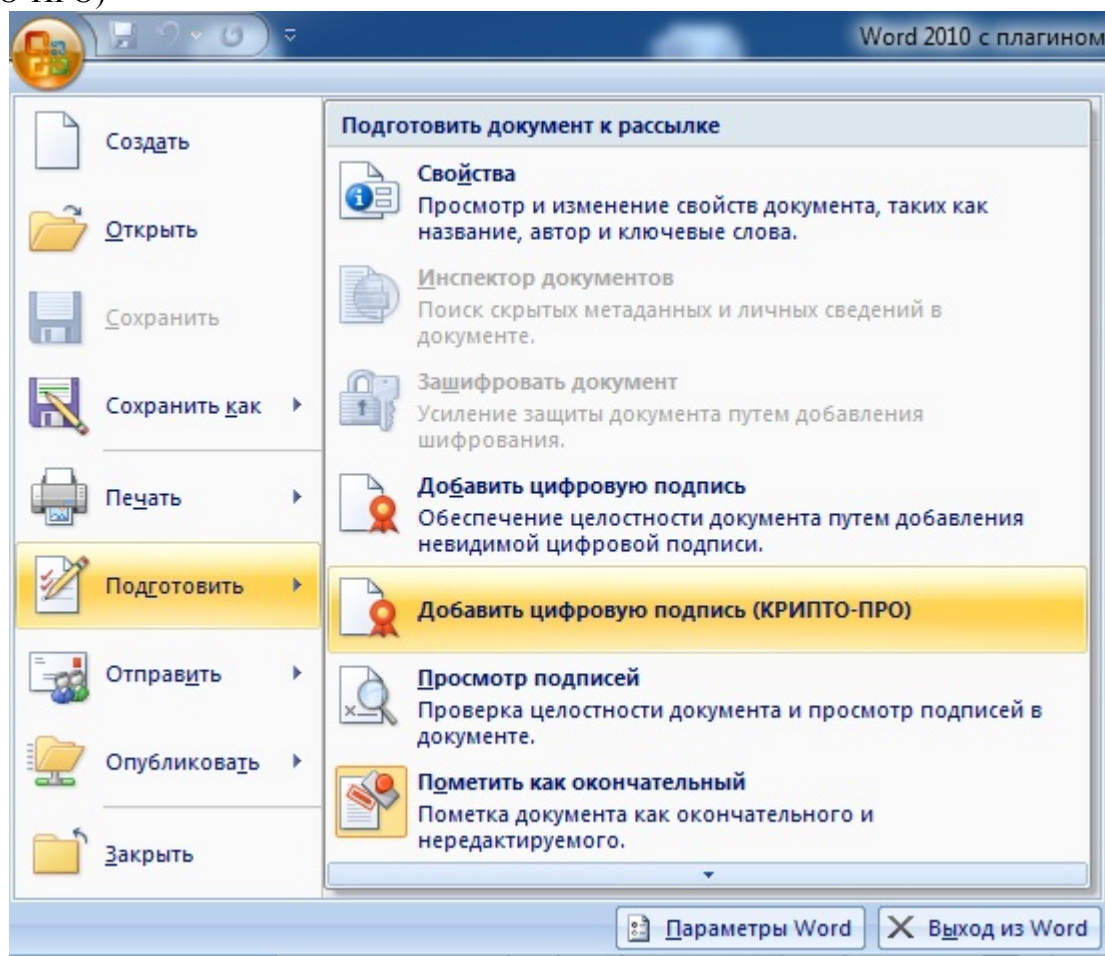 Word 2010 с плагином
Создать
Открыть
Сохранить
Сохранить как
Печать
Подготовить
Отправить
Опубликовать
Закрыть
Подготовить документ к рассылке
Свойства
Просмотр и изменение свойств документа, таких как
название, автор и ключевые слова.
Инспектор документов
Поиск скрытых метаданных и личных сведений в
документе.
Зашифровать документ
Усиление защиты документа путем добавления
шифрования.
Добавить цифровую подпись
Обеспечение целостности документа путем добавления
невидимой цифровой подписи.
Добавить цифровую подпись (КРИПТО-ПРО)
Просмотр подписей
Проверка целостности документа и просмотр подписей в
документе.
Пометить как окончательный
Пометка документа как окончательного и
нередактируемого.
Параметры Word
Выход из Word